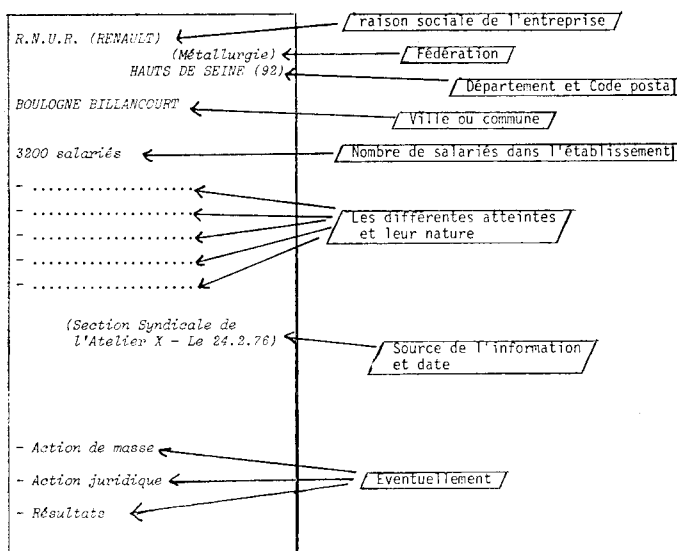 raison sociale de l'entreprise
R.N.U.R. (RENAULT)
(Métallurgie)
Fédération
HAUTS DE SEINE (92)
Département et Code posta
BOULOGNE BILLANCOURT
Ville ou commune
3200 salariés
Nombre de salariés dans l'établissement
- ....................
- ....................
Les différentes atteintes
et leur nature
- ....................
- ....................
- ....................
(Section Syndicale de
l'Atelier X - Le 24.2.76)
Source de l'information
et date
- Action de masse
- Action juridique
Eventuellement
- Résultats